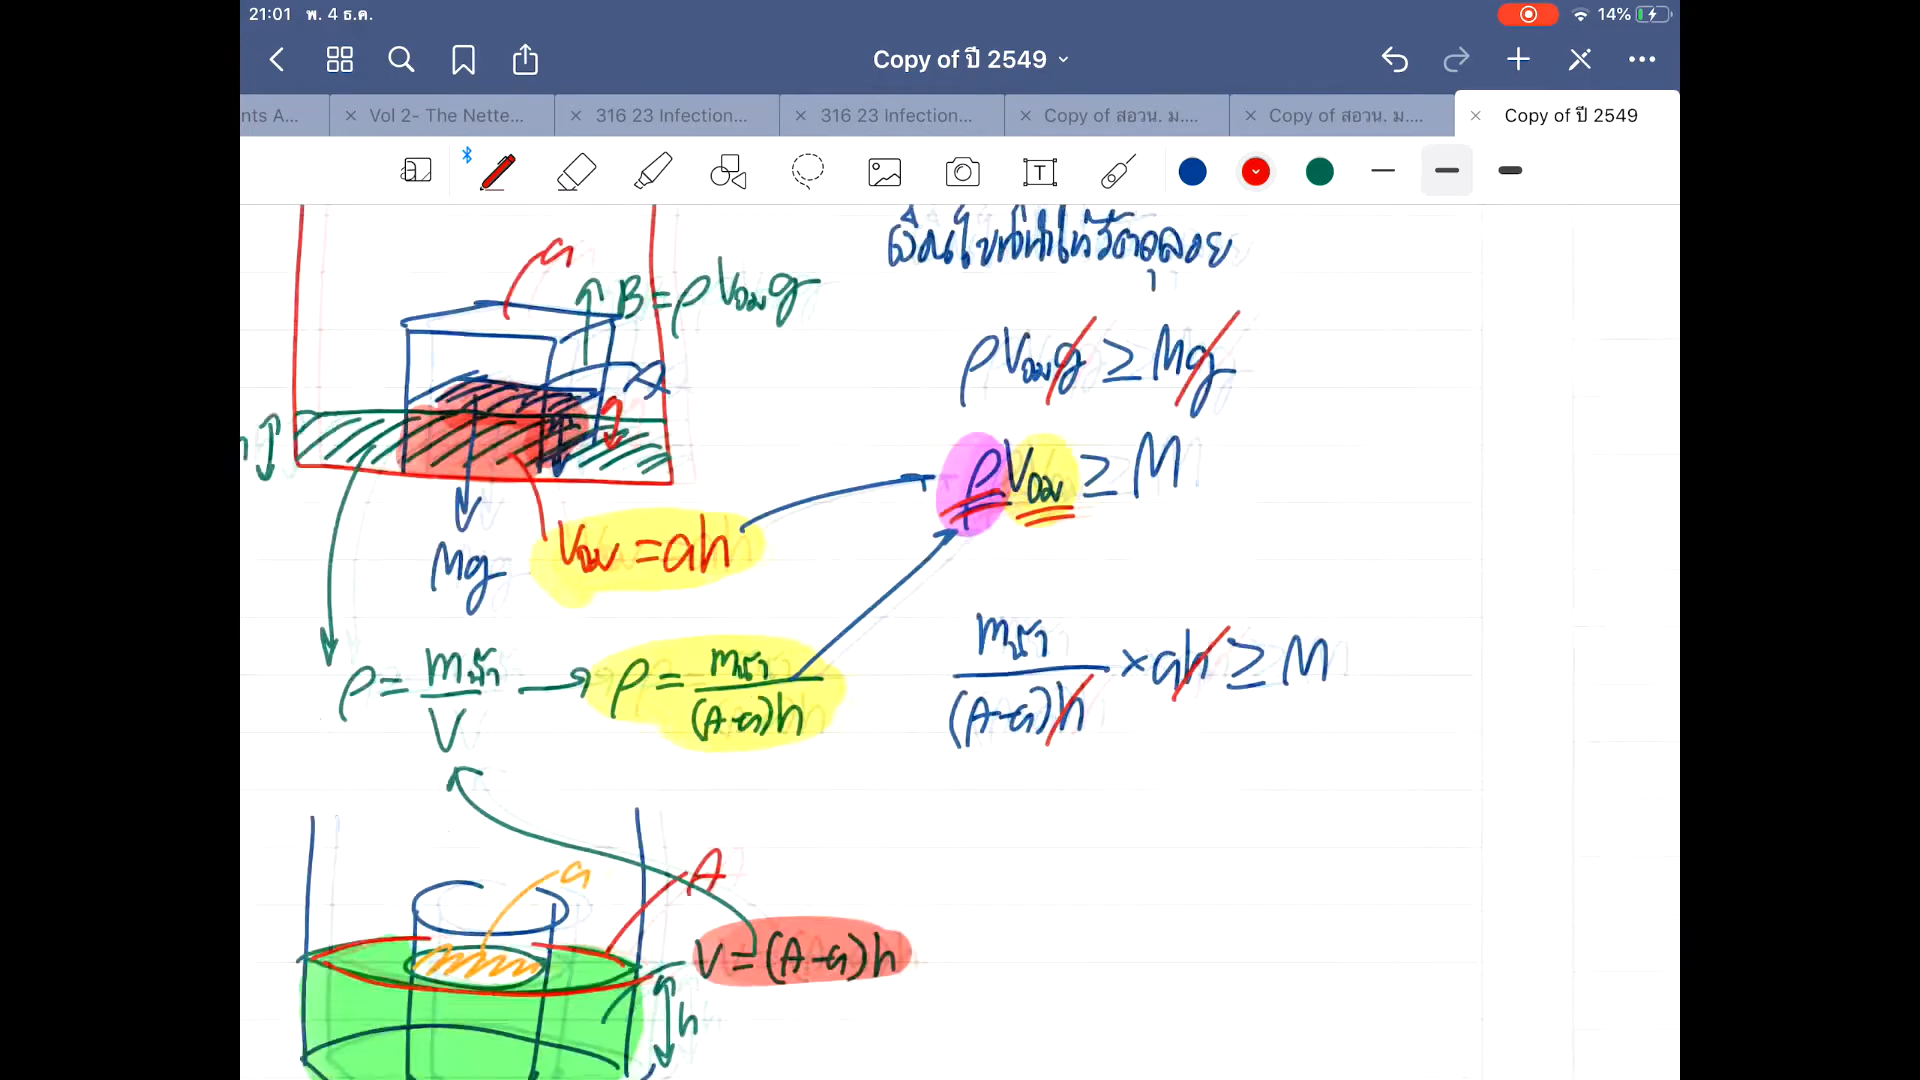 21:01 พ. 4 ธ.ค.
14%
Copy of ปี 2549
nts A...
Vol 2- The Nette...
316 23 Infection...
316 23 Infection...
Copy of สอวน. ม....
Copy of สอวน. ม....
Copy of ปี 2549
เงื่อนไขที่ทำให้วัตถุลอย
a
B = ρVจมg
ρVจมg ≥ Mg
h
ρVจม ≥ M
Vจม = ah
Mg
ρ = mน้ำ/V → ρ = mน้ำ/(A-a)h
mน้ำ/(A-a)h × ah ≥ M
a
A
V = (A-a)h
h